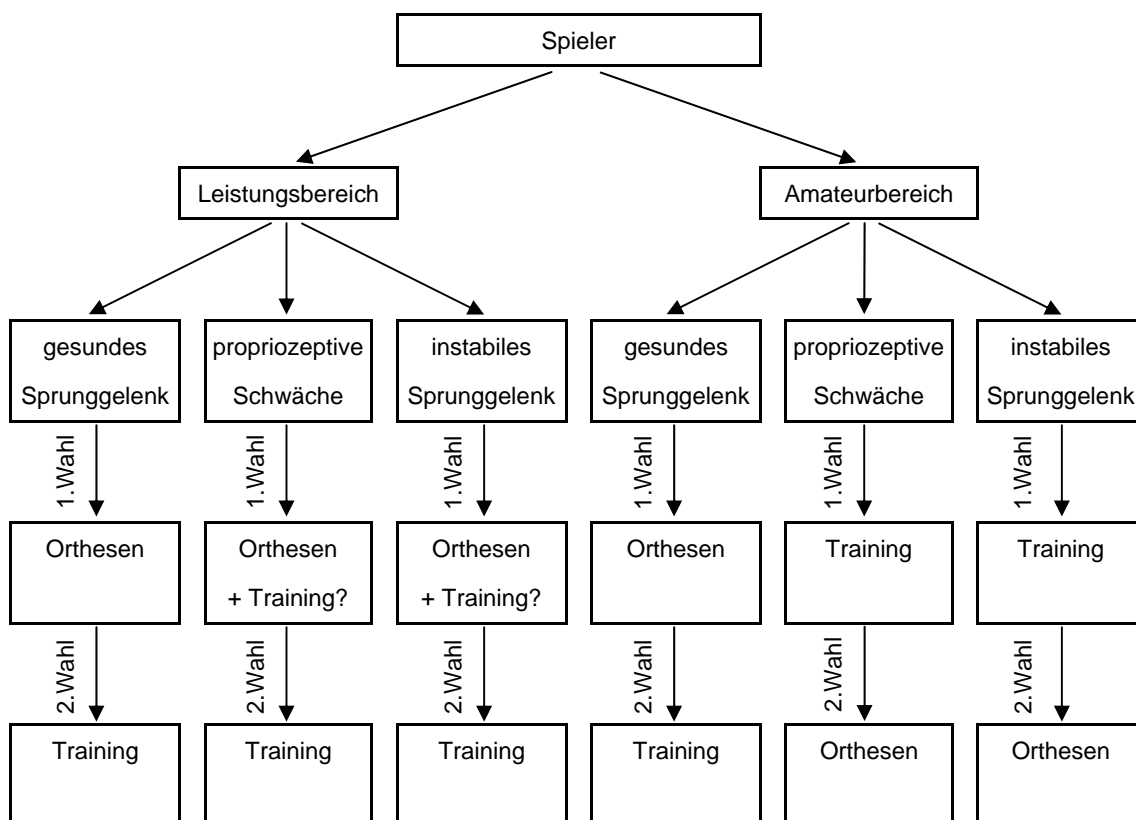 Spieler
Leistungsbereich
Amateurbereich
gesundes
Sprunggelenk
propriozeptive
Schwäche
instabiles
Sprunggelenk
gesundes
Sprunggelenk
propriozeptive
Schwäche
instabiles
Sprunggelenk
1.Wahl
1.Wahl
1.Wahl
1.Wahl
1.Wahl
1.Wahl
Orthesen
Orthesen
+ Training?
Orthesen
+ Training?
Orthesen
Training
Training
2.Wahl
2.Wahl
2.Wahl
2.Wahl
2.Wahl
2.Wahl
Training
Training
Training
Training
Orthesen
Orthesen